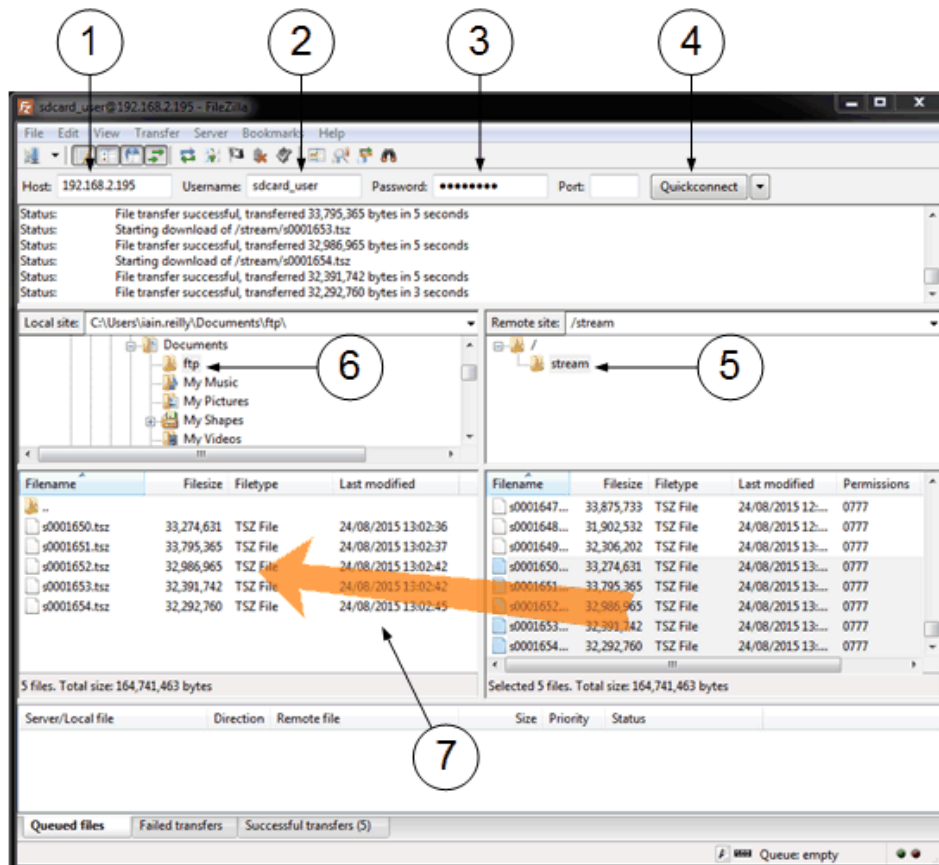 1 2 3 4
sdcard_user@192.168.2.195 - FileZilla
File Edit View Transfer Server Bookmarks Help
Host: 192.168.2.195 Username: sdcard_user Password: ●●●●●●●● Port: Quickconnect
Status: File transfer successful, transferred 33,795,365 bytes in 5 seconds
Status: Starting download of /stream/s0001653.tsz
Status: File transfer successful, transferred 32,986,965 bytes in 5 seconds
Status: Starting download of /stream/s0001654.tsz
Status: File transfer successful, transferred 32,391,742 bytes in 5 seconds
Status: File transfer successful, transferred 32,292,760 bytes in 3 seconds
Local site: C:\Users\iain.reilly\Documents\ftp\
Documents
ftp
My Music
My Pictures
My Shapes
My Videos
6
Remote site: /stream
/
stream
5
Filename Filesize Filetype Last modified
..
s0001650.tsz 33,274,631 TSZ File 24/08/2015 13:02:36
s0001651.tsz 33,795,365 TSZ File 24/08/2015 13:02:37
s0001652.tsz 32,986,965 TSZ File 24/08/2015 13:02:42
s0001653.tsz 32,391,742 TSZ File 24/08/2015 13:02:42
s0001654.tsz 32,292,760 TSZ File 24/08/2015 13:02:45
5 files. Total size: 164,741,463 bytes
Filename Filesize Filetype Last modified Permissions
s0001647... 33,875,733 TSZ File 24/08/2015 12:... 0777
s0001648... 31,902,532 TSZ File 24/08/2015 12:... 0777
s0001649... 32,306,202 TSZ File 24/08/2015 13:... 0777
s0001650... 33,274,631 TSZ File 24/08/2015 13:... 0777
s0001651... 33,795,365 TSZ File 24/08/2015 13:... 0777
s0001652... 32,986,965 TSZ File 24/08/2015 13:... 0777
s0001653... 32,391,742 TSZ File 24/08/2015 13:... 0777
s0001654... 32,292,760 TSZ File 24/08/2015 13:... 0777
Selected 5 files. Total size: 164,741,463 bytes
7
Server/Local file Direction Remote file Size Priority Status
Queued files Failed transfers Successful transfers (5)
Queue: empty